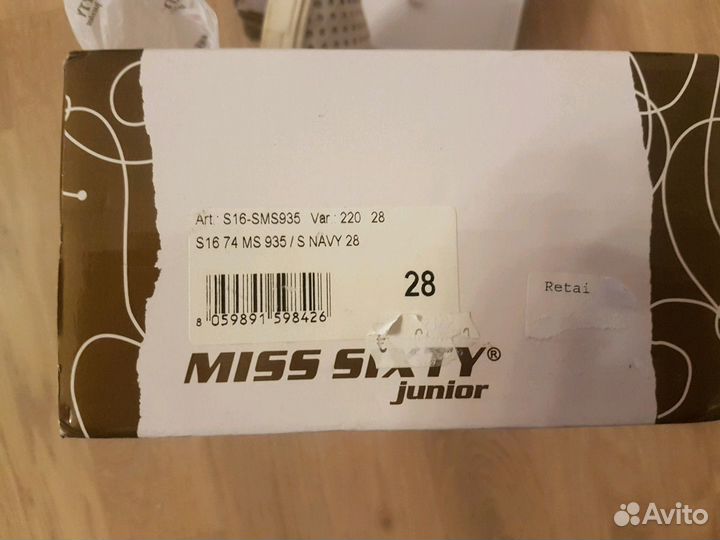 Art.: S16-SMS935 Var : 220 28
S16 74 MS 935 / S NAVY 28
28
8 059891 598426
Retai
MISS SIXTY®
junior
Avito